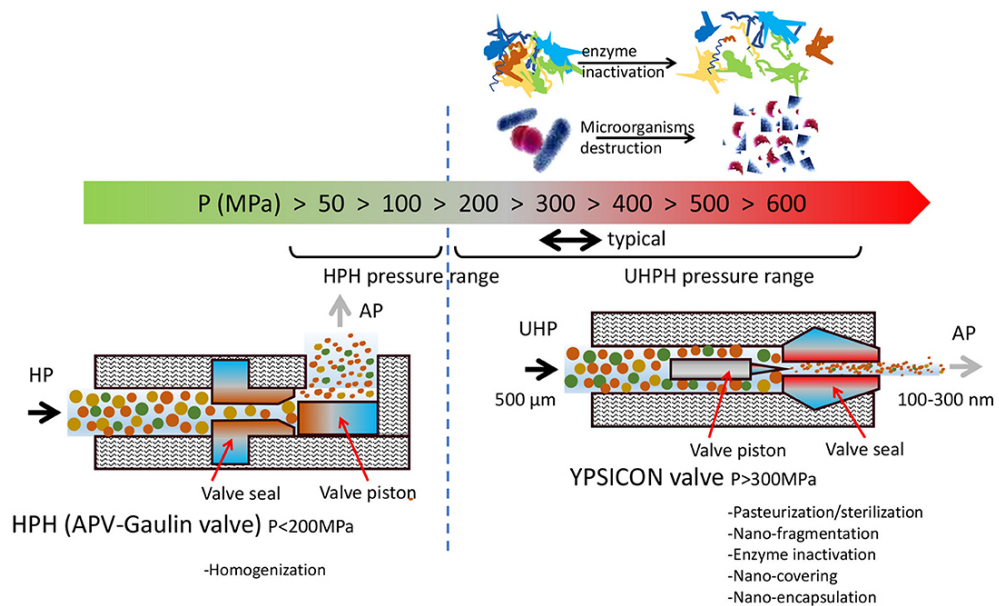 enzyme
inactivation
Microorganisms
destruction
P (MPa) > 50 > 100 > 200 > 300 > 400 > 500 > 600
typical
HPH pressure range
UHPH pressure range
AP
HP
Valve seal
Valve piston
HPH (APV-Gaulin valve) P<200MPa
-Homogenization
UHP
AP
500 µm
100-300 nm
Valve piston
Valve seal
YPSICON valve P>300MPa
-Pasteurization/sterilization
-Nano-fragmentation
-Enzyme inactivation
-Nano-covering
-Nano-encapsulation